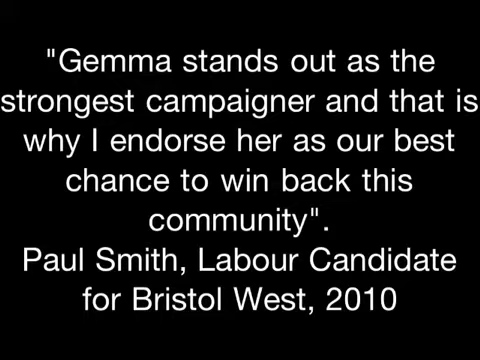 "Gemma stands out as the
strongest campaigner and that is
why I endorse her as our best
chance to win back this
community".
Paul Smith, Labour Candidate
for Bristol West, 2010